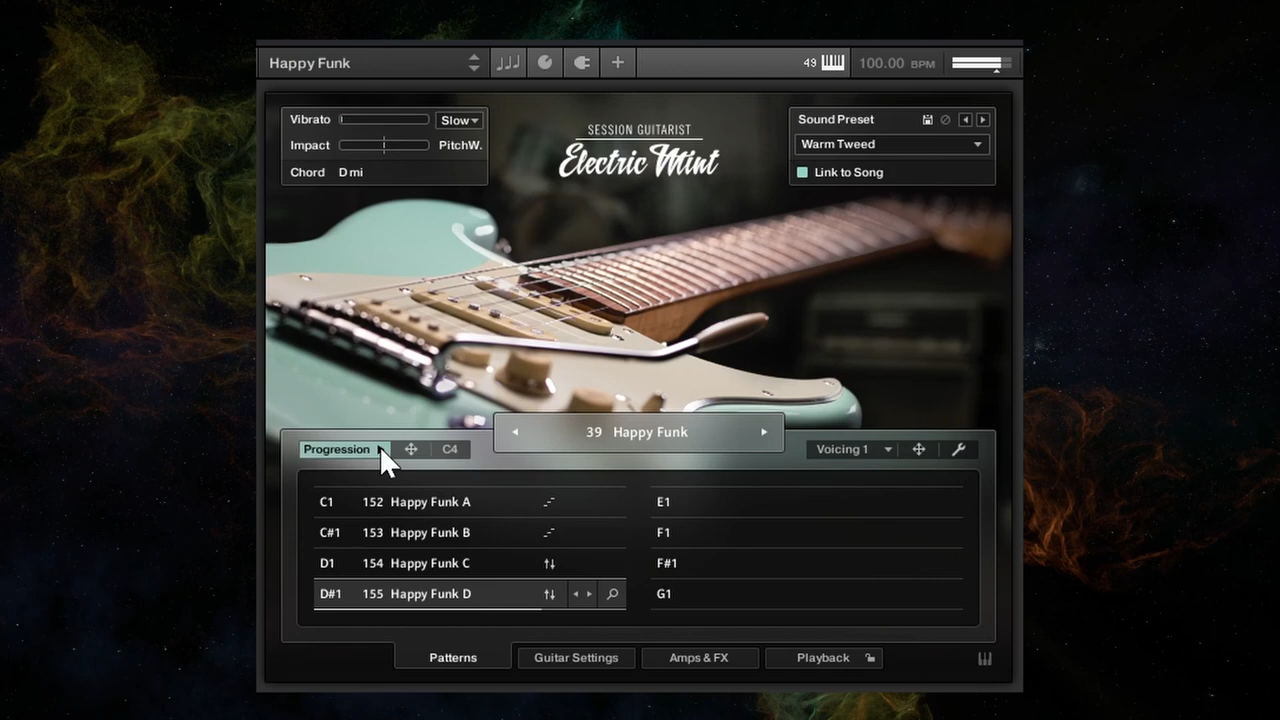 Happy Funk 49 100.00 BPM
Vibrato Slow
Impact PitchW.
Chord D mi
SESSION GUITARIST
Electric Mint
Sound Preset
Warm Tweed
Link to Song
39 Happy Funk
Progression C4
Voicing 1
C1 152 Happy Funk A
C#1 153 Happy Funk B
D1 154 Happy Funk C
D#1 155 Happy Funk D
E1
F1
F#1
G1
Patterns Guitar Settings Amps & FX Playback